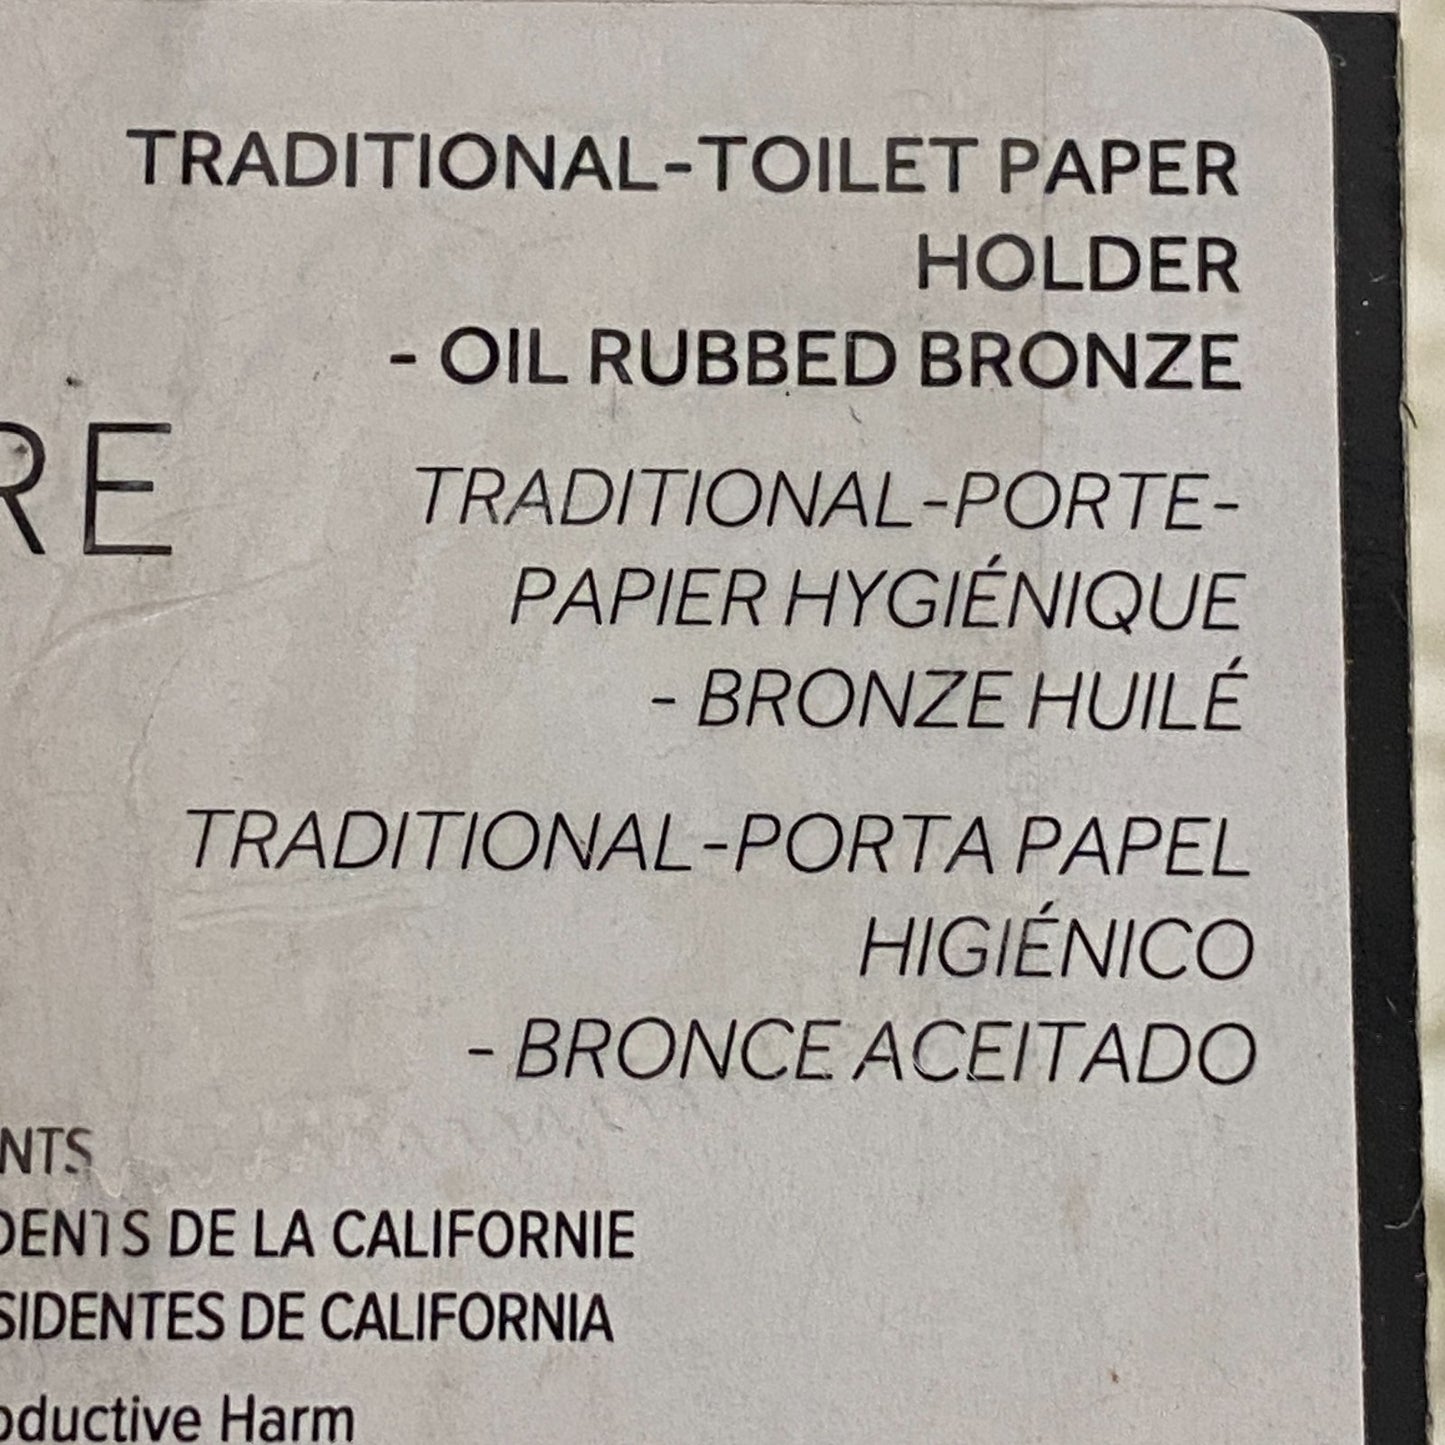 TRADITIONAL-TOILET PAPER
HOLDER
- OIL RUBBED BRONZE
RE
TRADITIONAL-PORTE-
PAPIER HYGIÉNIQUE
- BRONZE HUILÉ
TRADITIONAL-PORTA PAPEL
HIGIÉNICO
- BRONCE ACEITADO
NTS
DENTS DE LA CALIFORNIE
SIDENTES DE CALIFORNIA
oductive Harm